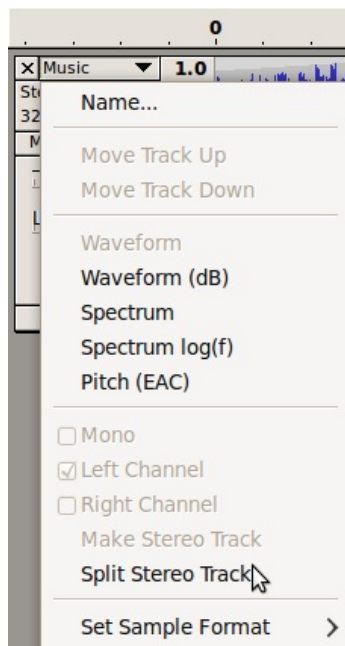 0
Music 1.0
Name...
Move Track Up
Move Track Down
Waveform
Waveform (dB)
Spectrum
Spectrum log(f)
Pitch (EAC)
Mono
Left Channel
Right Channel
Make Stereo Track
Split Stereo Track
Set Sample Format